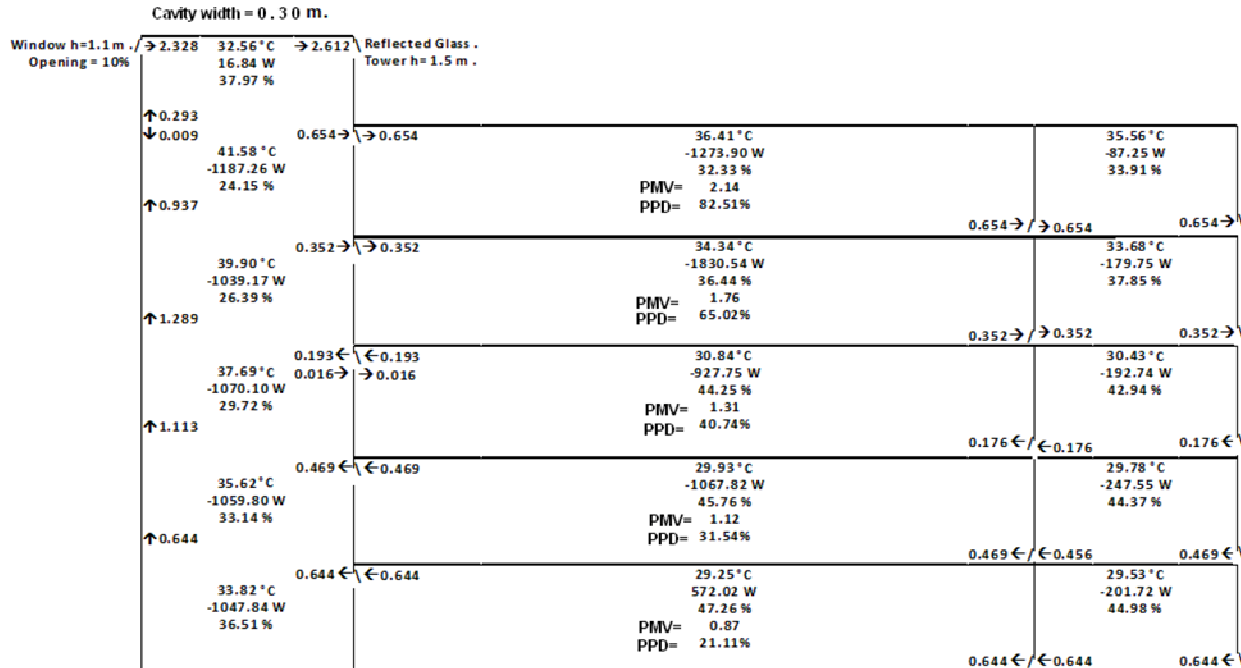 Cavity width = 0.30 m.
Window h=1.1m . / →2.328 32.56°C →2.612 \ Reflected Glass .
Opening = 10% 16.84 W Tower h= 1.5 m .
37.97 %
↑0.293
↓0.009 0.654→\→0.654 36.41°C 35.56°C
41.58 °C -1273.90 W -87.25 W
-1187.26 W 32.33 % 33.91 %
24.15 % PMV= 2.14
↑0.937 PPD= 82.51%
0.654→/→0.654 0.654→\
0.352→\→0.352 34.34°C 33.68°C
39.90 °C -1830.54 W -179.75 W
-1039.17 W 36.44 % 37.85 %
26.39 % PMV= 1.76
↑1.289 PPD= 65.02%
0.352→/→0.352 0.352→\
0.193←\←0.193 30.84°C 30.43°C
37.69°C 0.016→ →0.016 -927.75 W -192.74 W
-1070.10 W 44.25 % 42.94 %
29.72 % PMV= 1.31
↑1.113 PPD= 40.74%
0.176←/←0.176 0.176←\
0.469←\←0.469 29.93°C 29.78°C
35.62°C -1067.82 W -247.55 W
-1059.80 W 45.76 % 44.37 %
33.14 % PMV= 1.12
↑0.644 PPD= 31.54%
0.469←/←0.456 0.469←\
0.644←\←0.644 29.25°C 29.53°C
33.82 °C 572.02 W -201.72 W
-1047.84 W 47.26 % 44.98 %
36.51 % PMV= 0.87
PPD= 21.11%
0.644←/←0.644 0.644←\